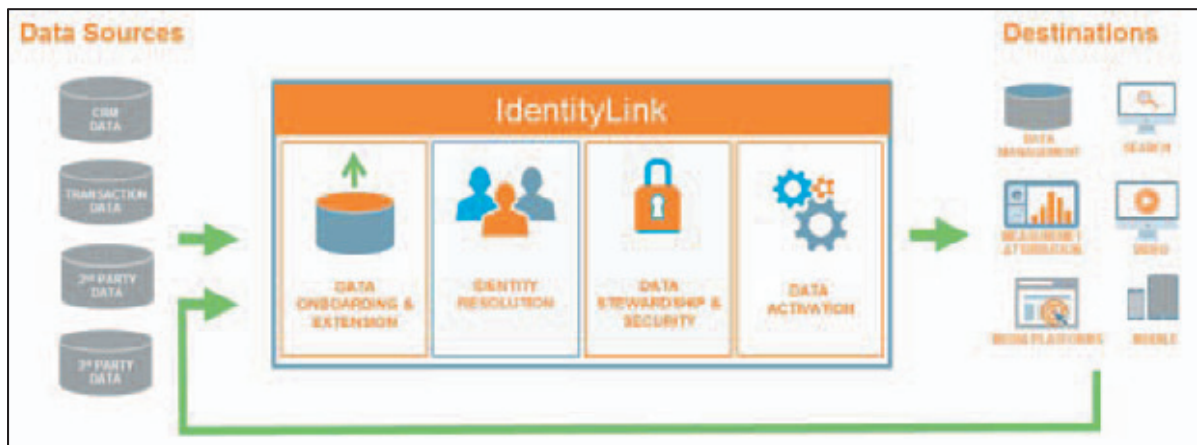 Data Sources
Destinations
CRM
DATA
TRANSACTION
DATA
PARTY
DATA
3rd PARTY
DATA
IdentityLink
DATA
ONBOARDING &
EXTENSION
IDENTITY
RESOLUTION
DATA
STEWARDSHIP &
SECURITY
DATA
ACTIVATION
DATA
MANAGEMENT
SEARCH
MEASUREMENT
ATTRIBUTION
VIDEO
MEDIA PLATFORMS
MOBILE